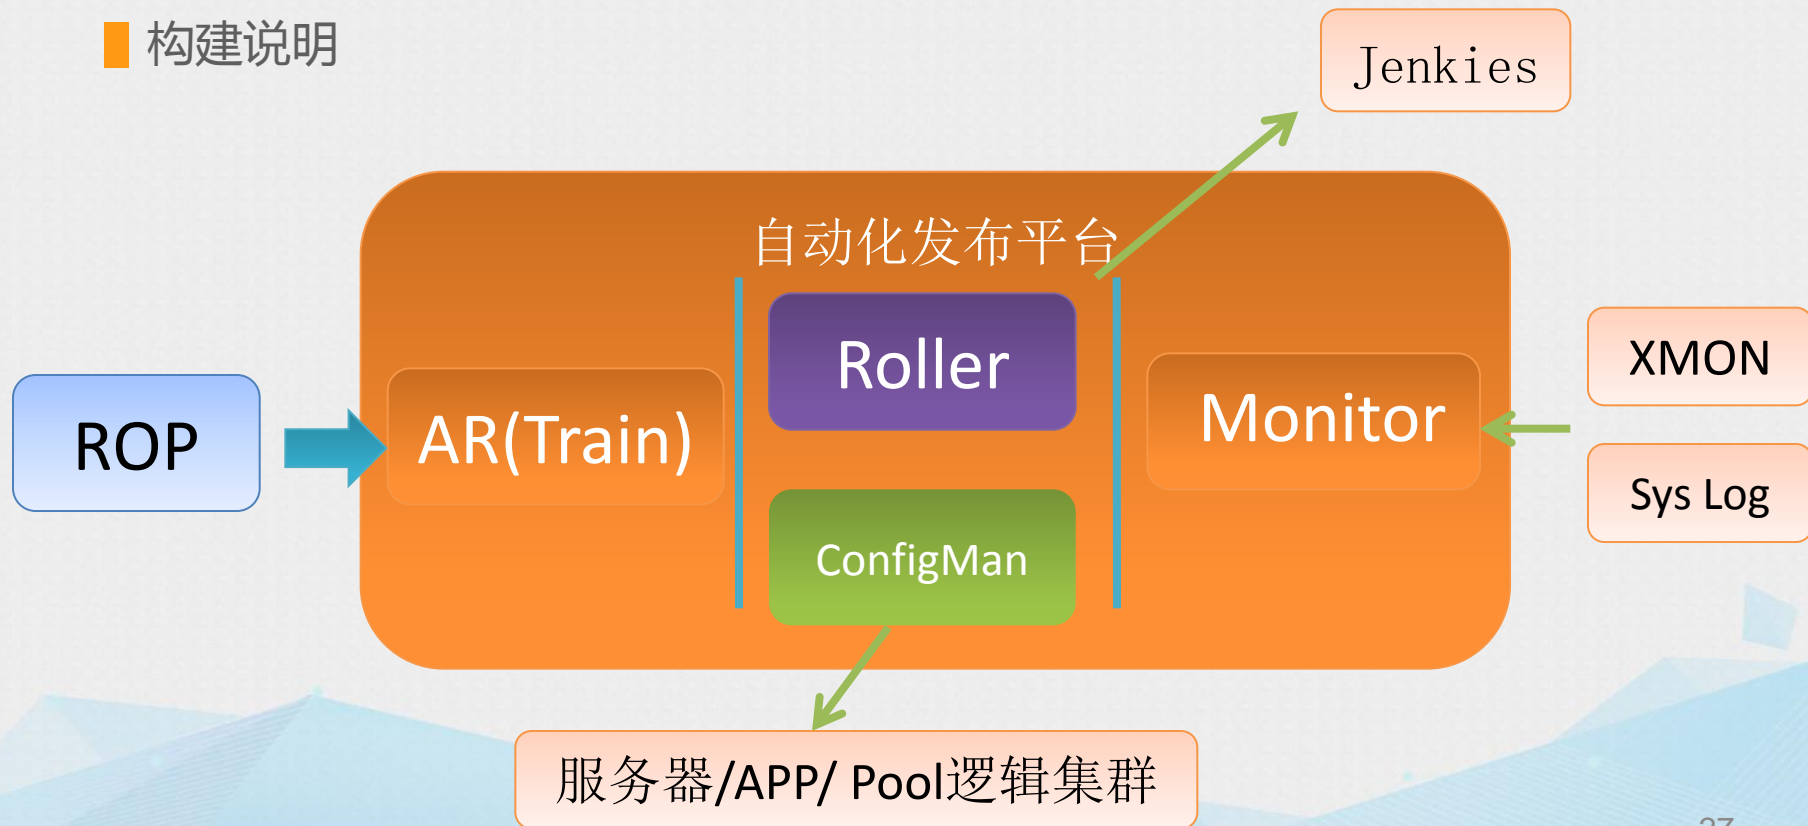 构建说明
Jenkies
自动化发布平台
Roller
XMON
ROP
AR(Train)
Monitor
Sys Log
ConfigMan
服务器/APP/ Pool逻辑集群